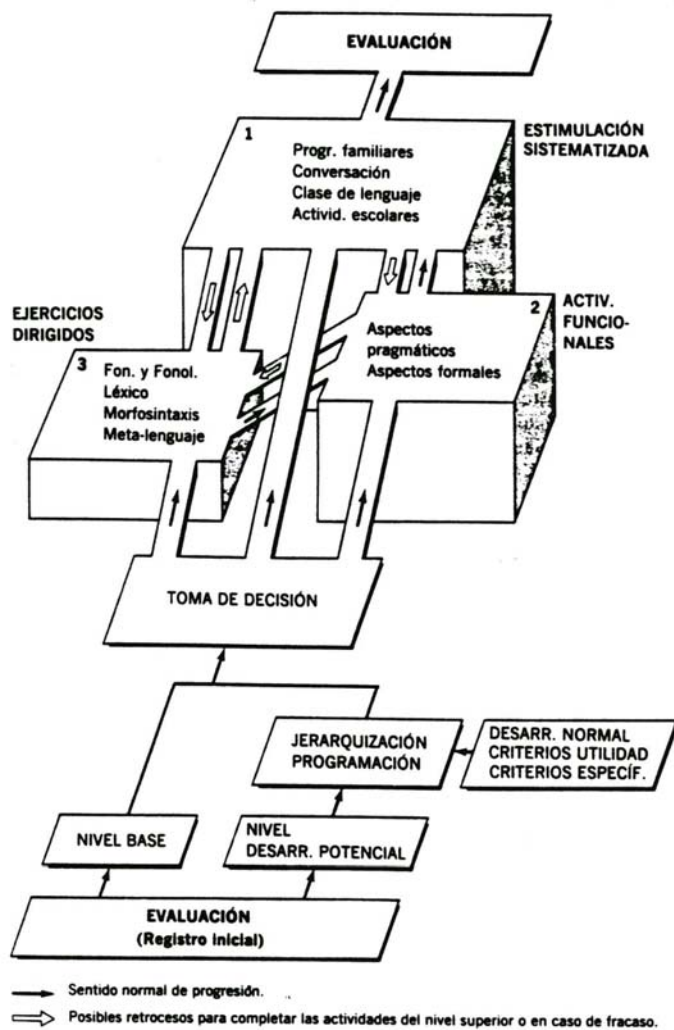 EVALUACIÓN
1
Progr. familiares
Conversación
Clase de lenguaje
Activid. escolares
ESTIMULACIÓN
SISTEMATIZADA
EJERCICIOS
DIRIGIDOS
3
Fon. y Fonol.
Léxico
Morfosintaxis
Meta-lenguaje
2
Aspectos
pragmáticos
Aspectos formales
ACTIV.
FUNCIO-
NALES
TOMA DE DECISIÓN
JERARQUIZACIÓN
PROGRAMACIÓN
DESARR. NORMAL
CRITERIOS UTILIDAD
CRITERIOS ESPECÍF.
NIVEL BASE
NIVEL
DESARR. POTENCIAL
EVALUACIÓN
(Registro inicial)
Sentido normal de progresión.
Posibles retrocesos para completar las actividades del nivel superior o en caso de fracaso.